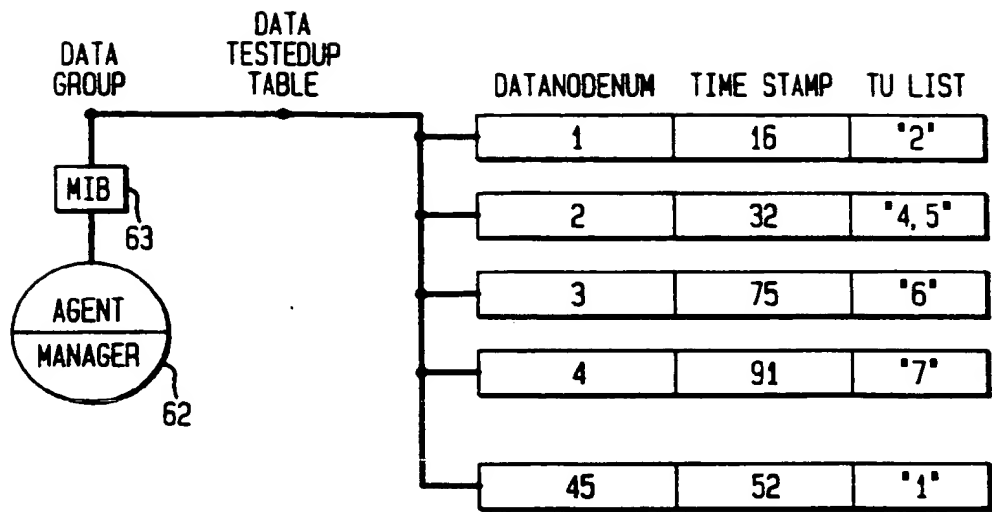 DATA
GROUP
DATA
TESTEDUP
TABLE
DATANODENUM TIME STAMP TU LIST
1 16 "2"
2 32 "4, 5"
3 75 "6"
4 91 "7"
45 52 "1"
MIB
63
AGENT
MANAGER
62